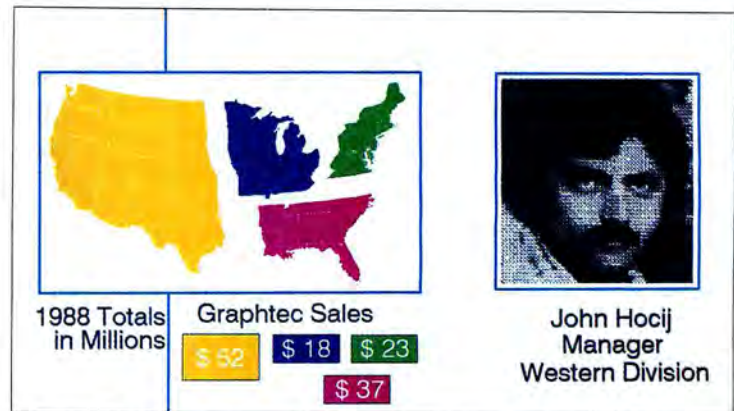 1988 Totals
in Millions
Graphtec Sales
$ 52
$ 18
$ 23
$ 37
John Hocij
Manager
Western Division